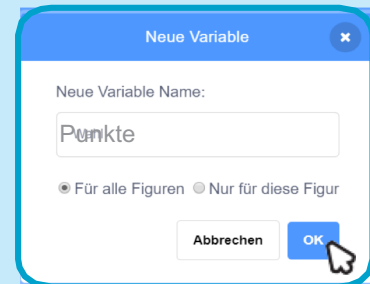 Neue Variable
Neue Variable Name:
Punkte
Für alle Figuren Nur für diese Figur
Abbrechen OK